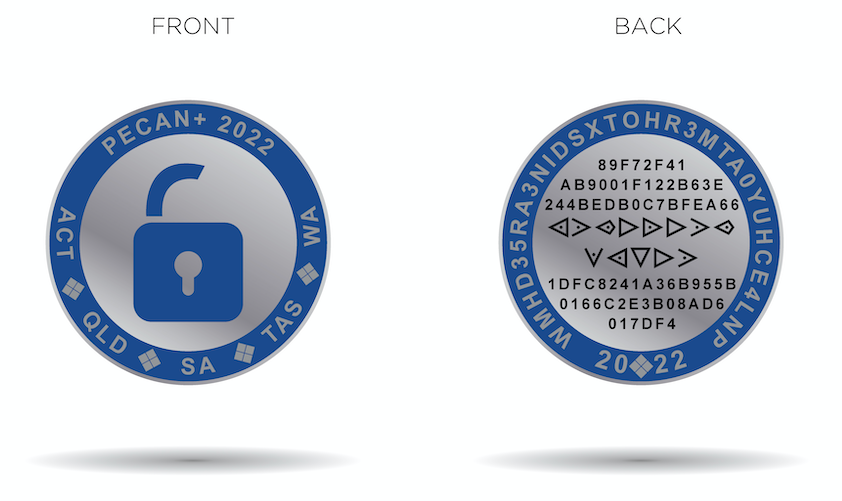 FRONT
PECAN+ 2022
ACT
QLD
SA
TAS
WA
BACK
WMHD35RA3NIDSXTOHR3MTA0YUHCE4LNP
89F72F41
AB9001F122B63E
244BEDB0C7BFEA66
1DFC8241A36B955B
0166C2E3B08AD6
017DF4
20 22